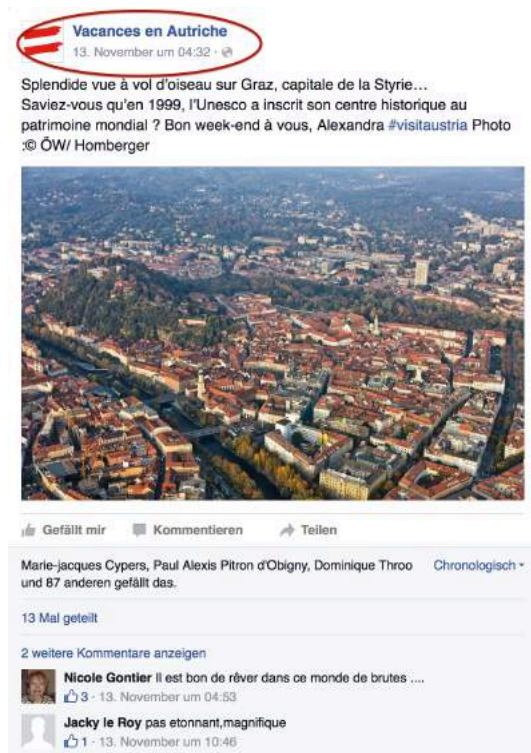 Vacances en Autriche
13. November um 04:32 ·
Splendide vue à vol d'oiseau sur Graz, capitale de la Styrie…
Saviez-vous qu'en 1999, l'Unesco a inscrit son centre historique au
patrimoine mondial ? Bon week-end à vous, Alexandra #visitaustria Photo
:© ÖW/ Homberger
Gefällt mir Kommentieren Teilen
Marie-jacques Cypers, Paul Alexis Pitron d'Obigny, Dominique Throo Chronologisch
und 87 anderen gefällt das.
13 Mal geteilt
2 weitere Kommentare anzeigen
Nicole Gontier Il est bon de rêver dans ce monde de brutes ....
3 · 13. November um 04:53
Jacky le Roy pas etonnant,magnifique
1 · 13. November um 10:46